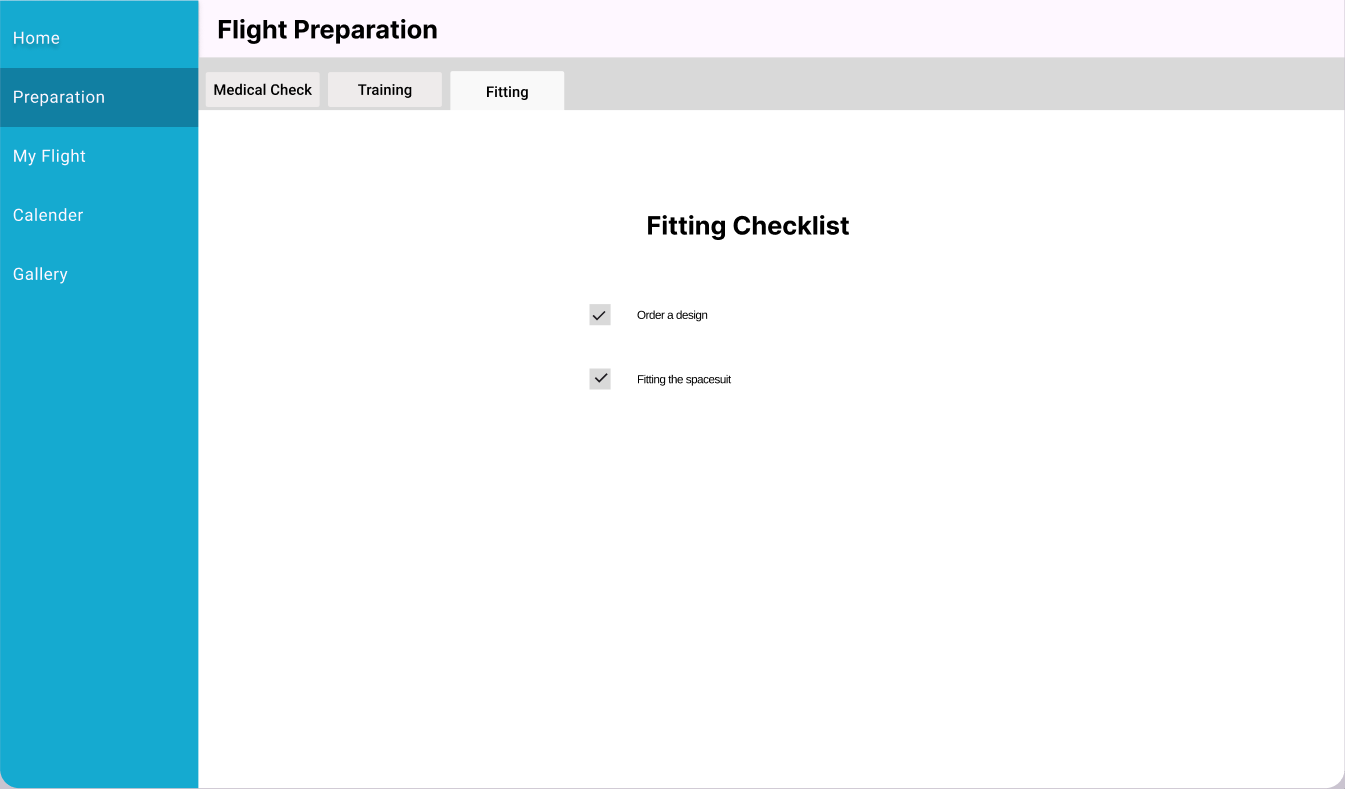 Home
Preparation
My Flight
Calender
Gallery
Flight Preparation
Medical Check
Training
Fitting
Fitting Checklist
Order a design
Fitting the spacesuit